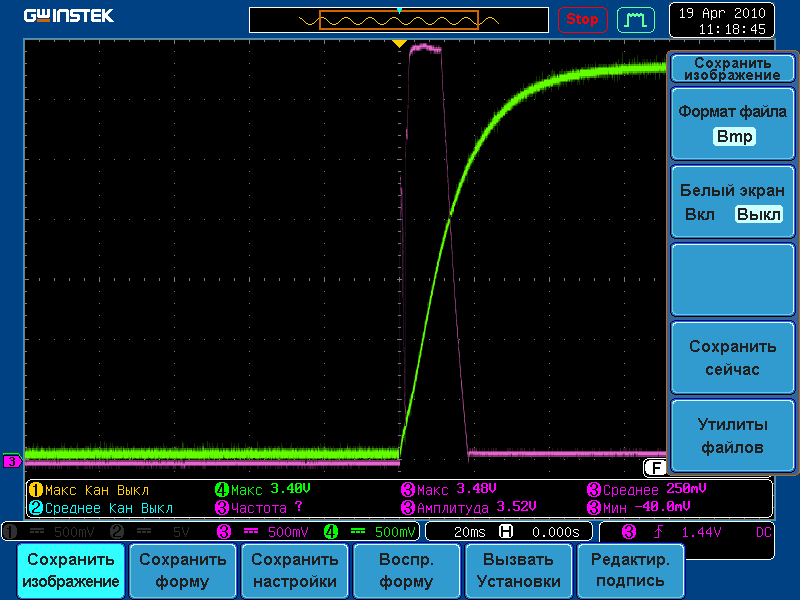 GWINSTEK
Stop
19 Apr 2010
11:18:45
Сохранить
изображение
Формат файла
Bmp
Белый экран
Вкл Выкл
Сохранить
сейчас
Утилиты
файлов
3
F
1 Макс Кан Выкл
4 Макс 3.40V
3 Макс 3.48V
3 Среднее 250mV
2 Среднее Кан Выкл
3 Частота ?
3 Амплитуда 3.52V
3 Мин -40.0mV
1 500mV 2 5V 3 500mV 4 500mV
20ms H 0.000s
3 1.44V DC
Сохранить
изображение
Сохранить
форму
Сохранить
настройки
Воспр.
форму
Вызвать
Установки
Редактир.
подпись